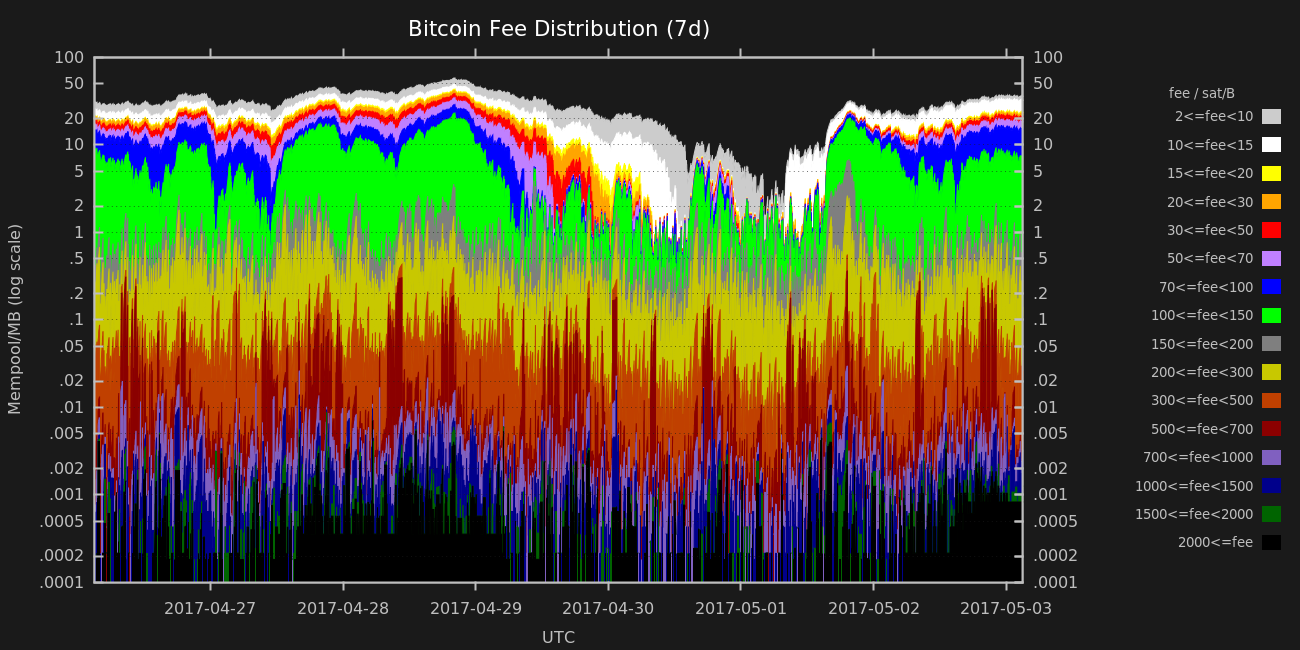 Bitcoin Fee Distribution (7d)
Mempool/MB (log scale)
100
50
20
10
5
2
1
.5
.2
.1
.05
.02
.01
.005
.002
.001
.0005
.0002
.0001
100
50
20
10
5
2
1
.5
.2
.1
.05
.02
.01
.005
.002
.001
.0005
.0002
.0001
2017-04-27 2017-04-28 2017-04-29 2017-04-30 2017-05-01 2017-05-02 2017-05-03
UTC
fee / sat/B
2<=fee<10
10<=fee<15
15<=fee<20
20<=fee<30
30<=fee<50
50<=fee<70
70<=fee<100
100<=fee<150
150<=fee<200
200<=fee<300
300<=fee<500
500<=fee<700
700<=fee<1000
1000<=fee<1500
1500<=fee<2000
2000<=fee